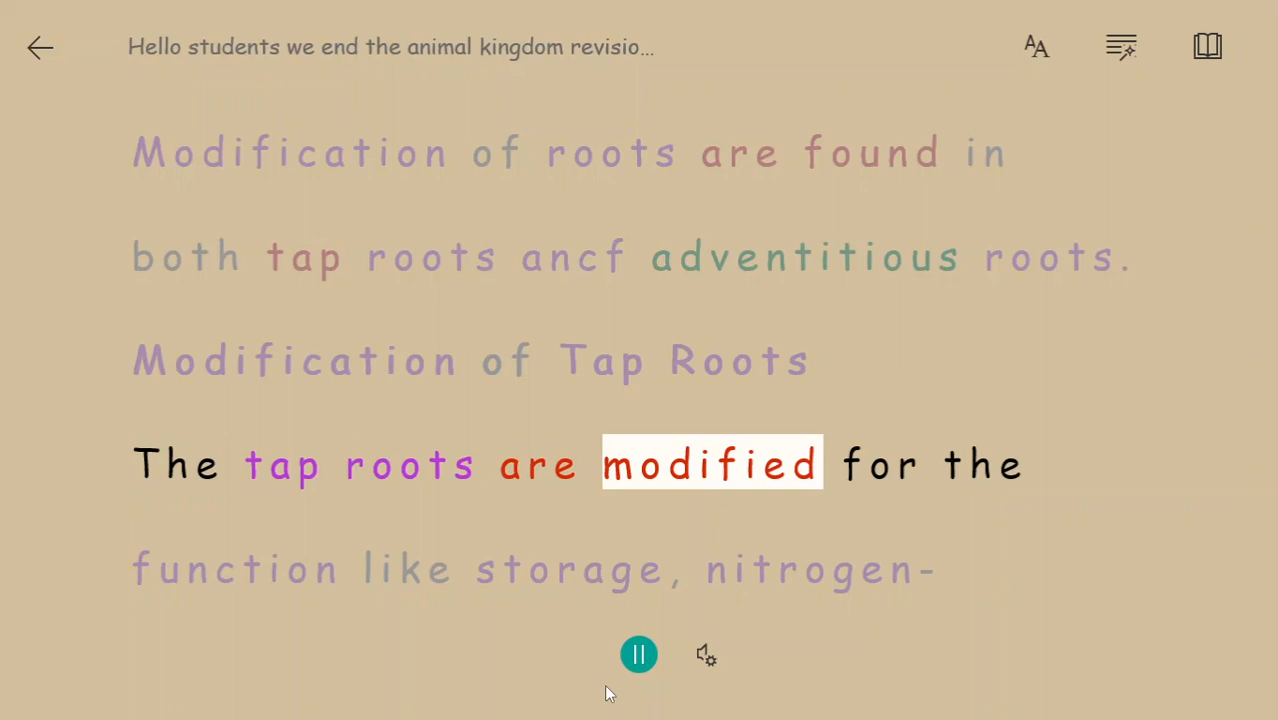 Hello students we end the animal kingdom revisio...
Modification of roots are found in
both tap roots ancf adventitious roots.
Modification of Tap Roots
The tap roots are modified for the
function like storage, nitrogen-